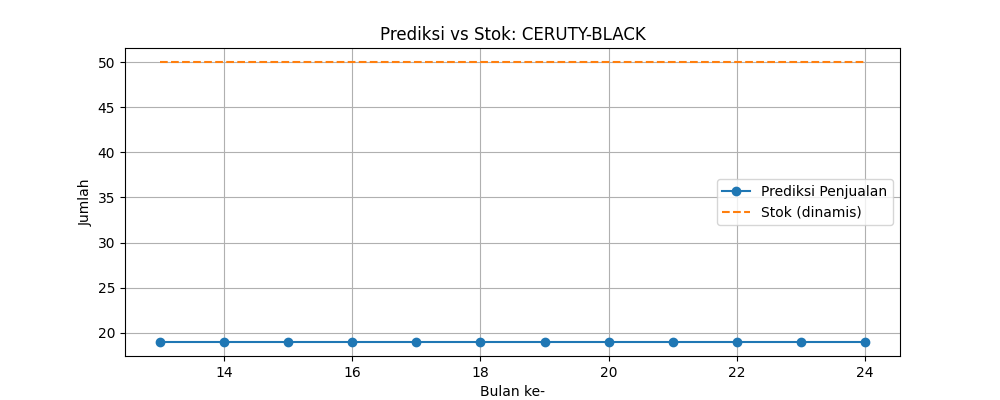 Prediksi vs Stok: CERUTY-BLACK
50
45
40
35
30
25
20
Jumlah
Prediksi Penjualan
Stok (dinamis)
14 16 18 20 22 24
Bulan ke-